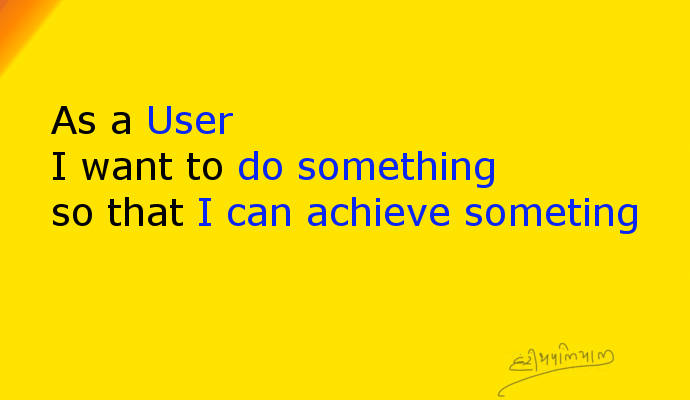 As a User
I want to do something
so that I can achieve someting